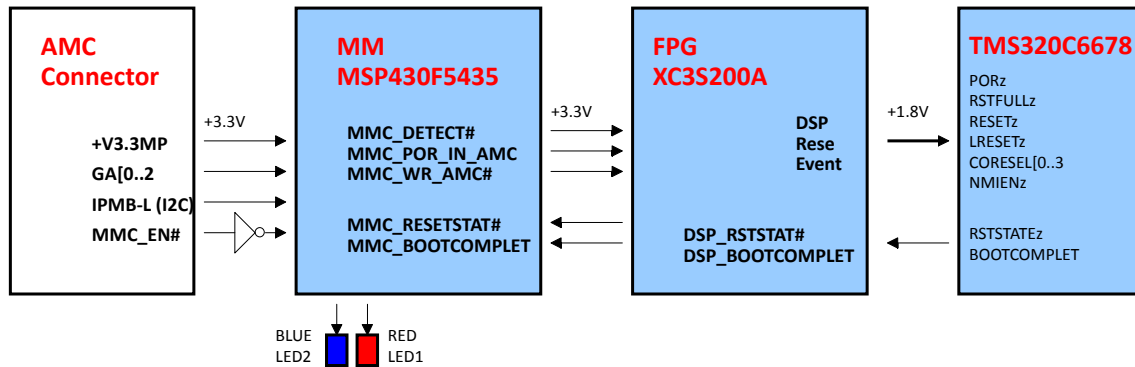 AMC
Connector
+V3.3MP
GA[0..2
IPMB-L (I2C)
MMC_EN#
+3.3V
MM
MSP430F5435
MMC_DETECT#
MMC_POR_IN_AMC
MMC_WR_AMC#
MMC_RESETSTAT#
MMC_BOOTCOMPLET
BLUE
LED2
RED
LED1
+3.3V
FPG
XC3S200A
DSP
Rese
Event
DSP_RSTSTAT#
DSP_BOOTCOMPLET
+1.8V
TMS320C6678
PORz
RSTFULLz
RESETz
LRESETz
CORESEL[0..3
NMIENz
RSTSTATEz
BOOTCOMPLET